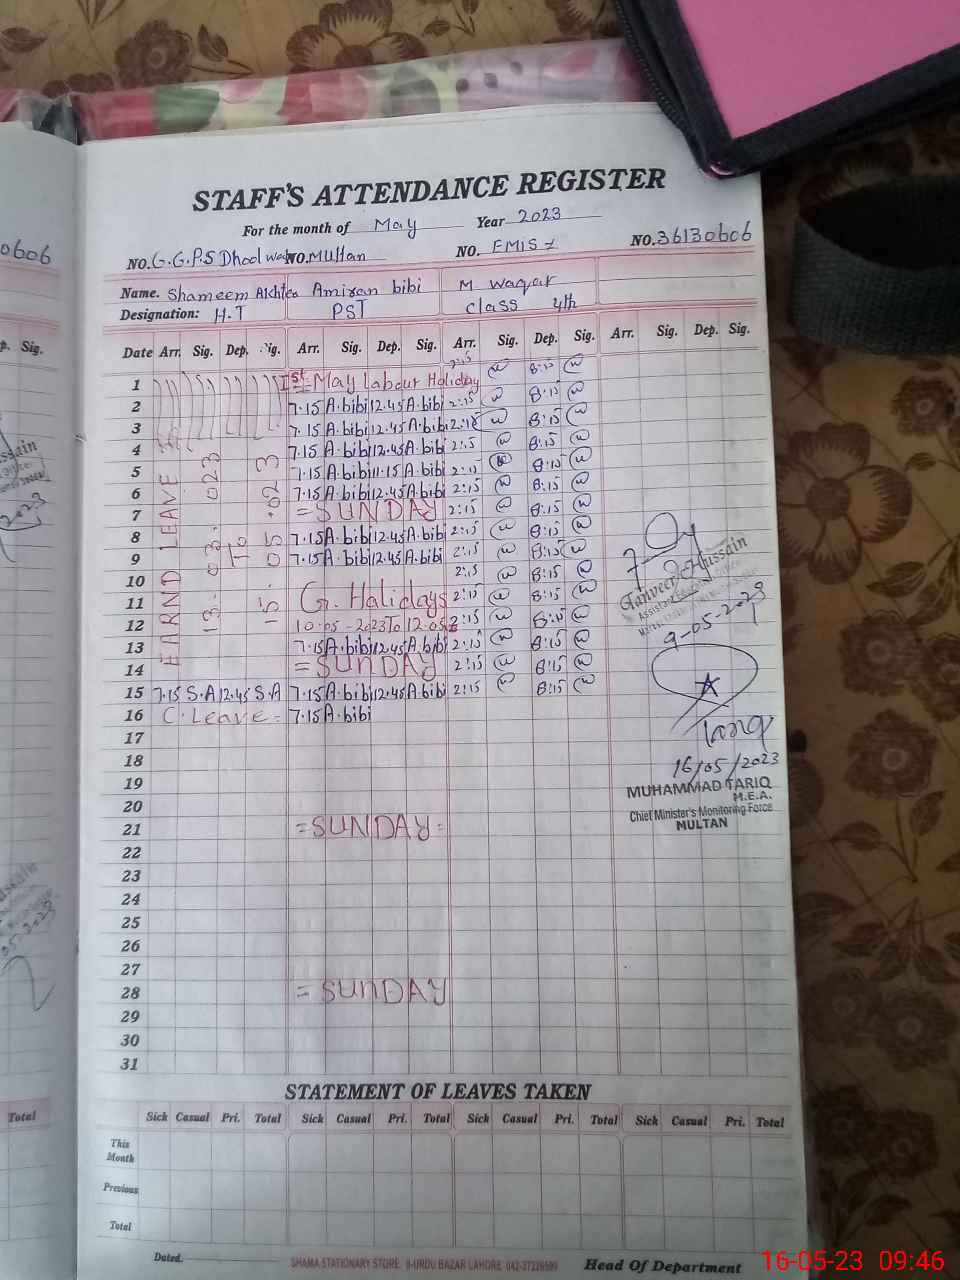 STAFF'S ATTENDANCE REGISTER
For the month of May Year 2023
0606
NO. G.G.P.S Dhool NO. Multan NO. EMIS NO. 36130606
Name. Shameem Akhter Amiran bibi M waqar
Designation: H.T PST Class 4th
p. Sig.
Date Arr. Sig. Dep. Sig. Arr. Sig. Dep. Sig. Arr. Sig. Dep. Sig. Arr. Sig. Dep. Sig.
2:15 8:15
1 1st May Labour Holiday
2 7.15 A.bibi 12.45 A.bibi 2:15 8:15
3 7.15 A.bibi 12.45 A.bibi 2:15 8:15
4 7.15 A.bibi 12.45 A.bibi 2:15 8:15
5 7.15 A.bibi 11.15 A.bibi 2:15 8:15
6 7.15 A.bibi 12.45 A.bibi 2:15 8:15
7 = SUNDAY 2:15 8:15
8 7.15 A.bibi 12.45 A.bibi 2:15 8:15
9 7.15 A.bibi 12.45 A.bibi 2:15 8:15
10 2:15 8:15
11 G. Halidays 2:15 8:15
12 10-05-2023 To 12.05 2:15 8:15
13 7.15 A.bibi 12.45 A.bibi 2:15 8:15
14 = SUNDAY 2:15 8:15
15 7.15 S.A 12.45 S.A 7.15 A.bibi 12.45 A.bibi 2:15 8:15
16 C. Leave = 7.15 A.bibi
EARND LEAVE
To
Tanveer Hussain
9-05-2023
Tariq
16/05/2023
MUHAMMAD TARIQ
M.E.A.
Chief Minister's Monitoring Force
MULTAN
17
18
19
20
21 = SUNDAY =
22
23
24
25
26
27
28 = SUNDAY
29
30
31
STATEMENT OF LEAVES TAKEN
Total
Sick Casual Pri. Total Sick Casual Pri. Total Sick Casual Pri. Total Sick Casual Pri. Total
This Month
Previous
Total
Dated.
SHAMA STATIONARY STORE. 9-URDU BAZAR LAHORE 042-37226599
Head Of Department
16-05-23 09:46